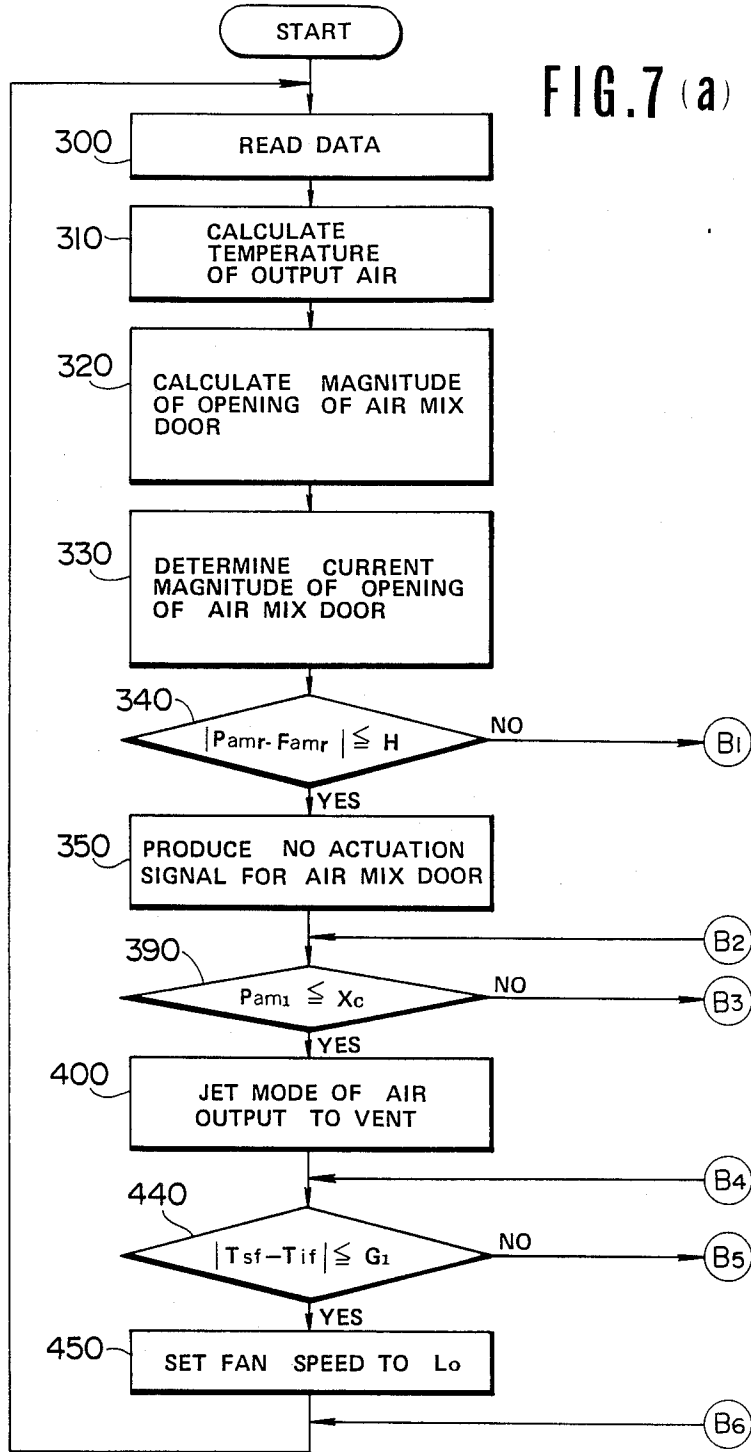 START
FIG.7 (a)
300
READ DATA
310
CALCULATE
TEMPERATURE
OF OUTPUT AIR
320
CALCULATE MAGNITUDE
OF OPENING OF AIR MIX
DOOR
330
DETERMINE CURRENT
MAGNITUDE OF OPENING
OF AIR MIX DOOR
340
|Pamr-Famr| ≦ H
NO
B1
YES
350
PRODUCE NO ACTUATION
SIGNAL FOR AIR MIX DOOR
B2
390
Pam1 ≦ Xc
NO
B3
YES
400
JET MODE OF AIR
OUTPUT TO VENT
B4
440
|Tsf-Tif| ≦ G1
NO
B5
YES
450
SET FAN SPEED TO Lo
B6